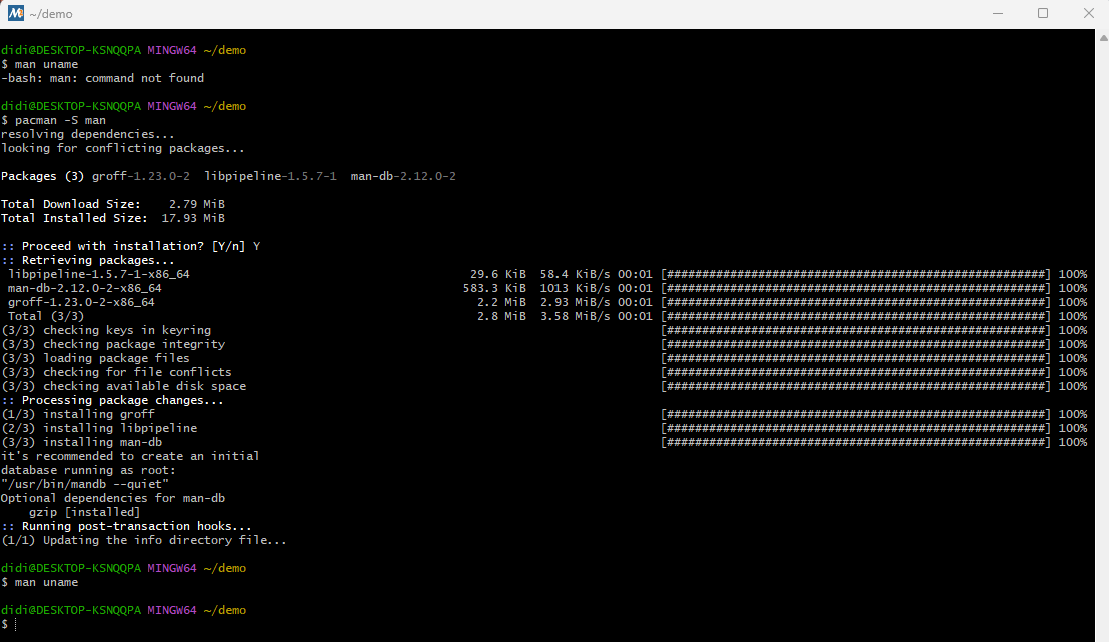 ~/demo
didi@DESKTOP-KSNQQPA MINGW64 ~/demo
$ man uname
-bash: man: command not found
didi@DESKTOP-KSNQQPA MINGW64 ~/demo
$ pacman -S man
resolving dependencies...
looking for conflicting packages...
Packages (3) groff-1.23.0-2  libpipeline-1.5.7-1  man-db-2.12.0-2
Total Download Size:    2.79 MiB
Total Installed Size:  17.93 MiB
:: Proceed with installation? [Y/n] Y
:: Retrieving packages...
 libpipeline-1.5.7-1-x86_64  29.6 KiB  58.4 KiB/s 00:01 [######################################################] 100%
 man-db-2.12.0-2-x86_64  583.3 KiB  1013 KiB/s 00:01 [######################################################] 100%
 groff-1.23.0-2-x86_64  2.2 MiB  2.93 MiB/s 00:01 [######################################################] 100%
 Total (3/3)  2.8 MiB  3.58 MiB/s 00:01 [######################################################] 100%
(3/3) checking keys in keyring  [######################################################] 100%
(3/3) checking package integrity  [######################################################] 100%
(3/3) loading package files  [######################################################] 100%
(3/3) checking for file conflicts  [######################################################] 100%
(3/3) checking available disk space  [######################################################] 100%
:: Processing package changes...
(1/3) installing groff  [######################################################] 100%
(2/3) installing libpipeline  [######################################################] 100%
(3/3) installing man-db  [######################################################] 100%
it's recommended to create an initial
database running as root:
"/usr/bin/mandb --quiet"
Optional dependencies for man-db
    gzip [installed]
:: Running post-transaction hooks...
(1/1) Updating the info directory file...
didi@DESKTOP-KSNQQPA MINGW64 ~/demo
$ man uname
didi@DESKTOP-KSNQQPA MINGW64 ~/demo
$